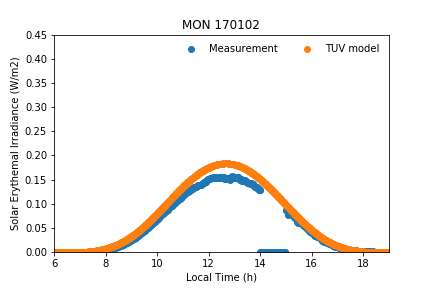 MON 170102
Measurement TUV model
0.45
0.40
0.35
0.30
0.25
0.20
0.15
0.10
0.05
0.00
Solar Erythemal Irradiance (W/m2)
6 8 10 12 14 16 18
Local Time (h)